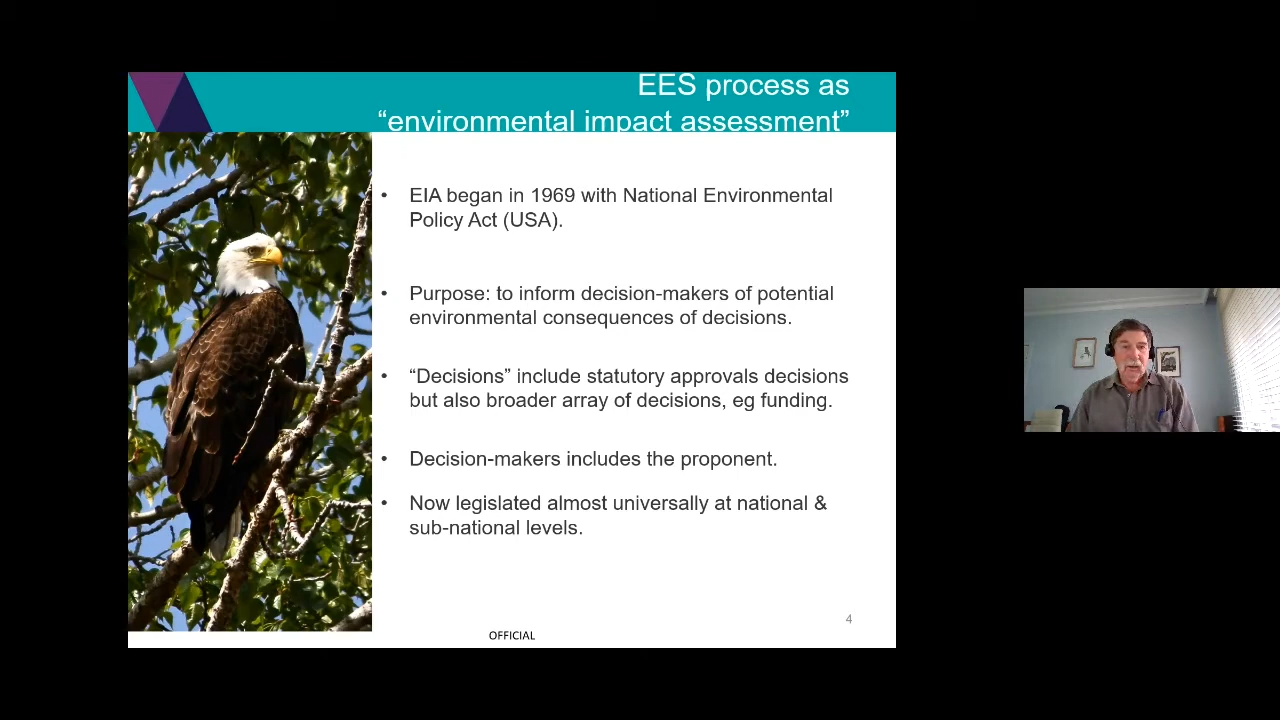 EES process as
“environmental impact assessment”
• EIA began in 1969 with National Environmental
Policy Act (USA).
• Purpose: to inform decision-makers of potential
environmental consequences of decisions.
• “Decisions” include statutory approvals decisions
but also broader array of decisions, eg funding.
• Decision-makers includes the proponent.
• Now legislated almost universally at national &
sub-national levels.
4
OFFICIAL